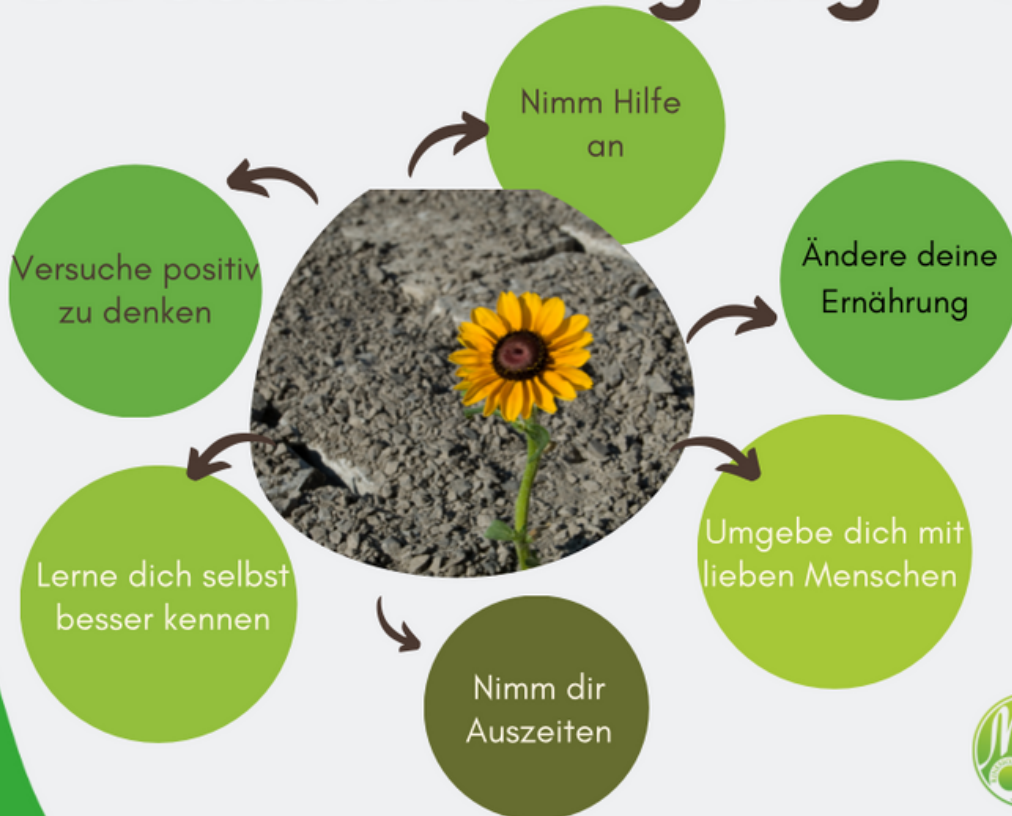 Nimm Hilfe
an
Versuche positiv
zu denken
Ändere deine
Ernährung
Umgebe dich mit
lieben Menschen
Lerne dich selbst
besser kennen
Nimm dir
Auszeiten